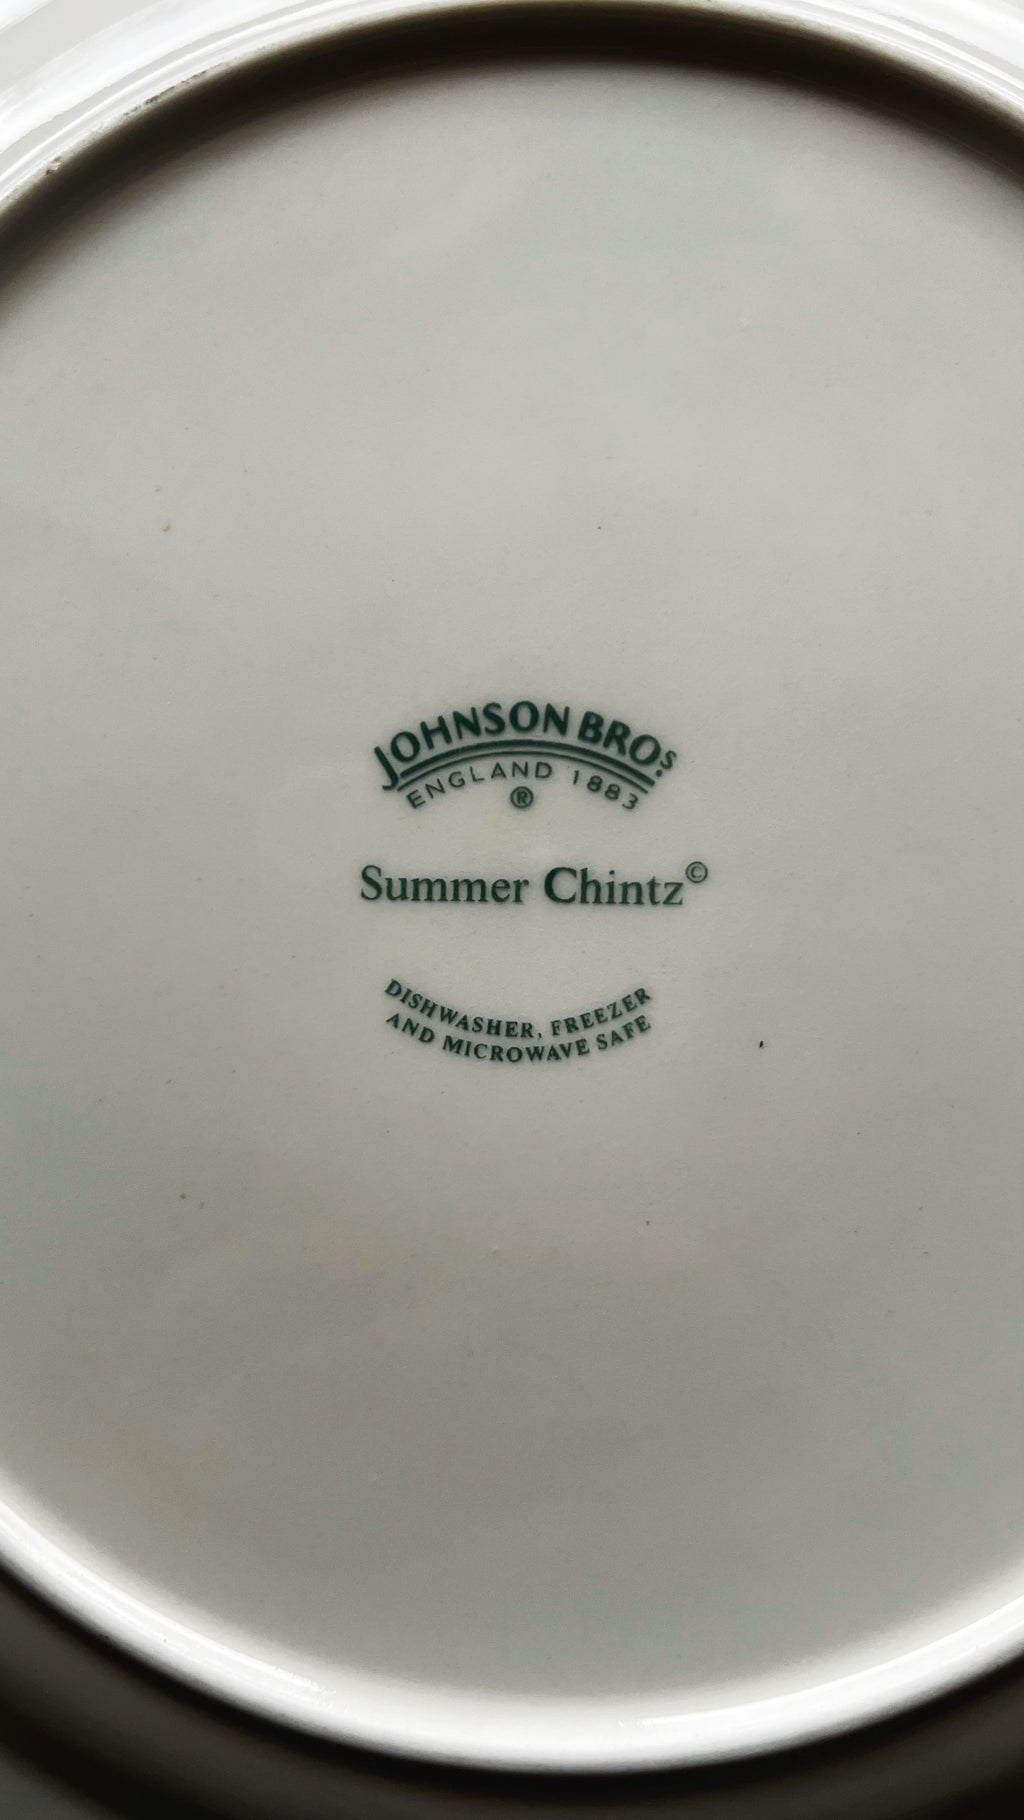 JOHNSON BROS.
ENGLAND 1883
®
Summer Chintz©
DISHWASHER, FREEZER
AND MICROWAVE SAFE